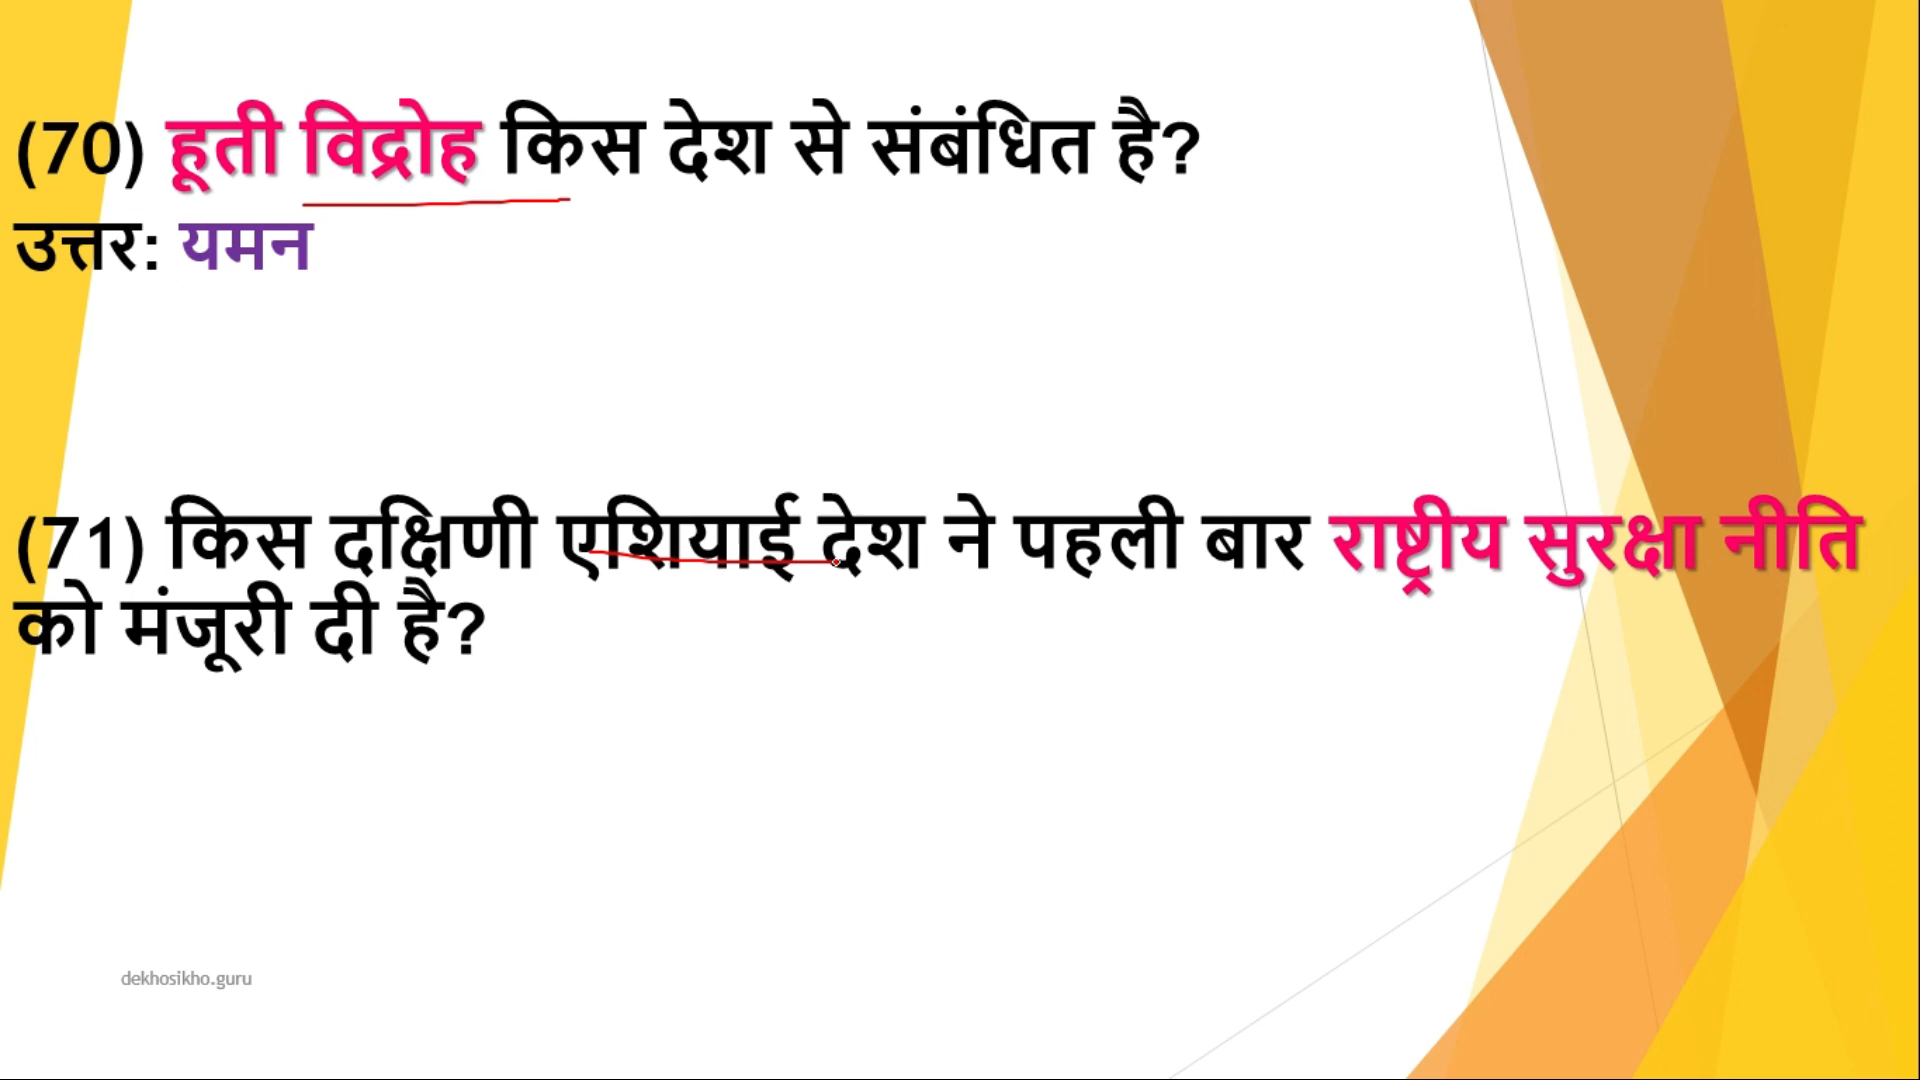 (70) हूती विद्रोह किस देश से संबंधित है?
उत्तर: यमन
(71) किस दक्षिणी एशियाई देश ने पहली बार राष्ट्रीय सुरक्षा नीति
को मंजूरी दी है?
dekhosikho.guru